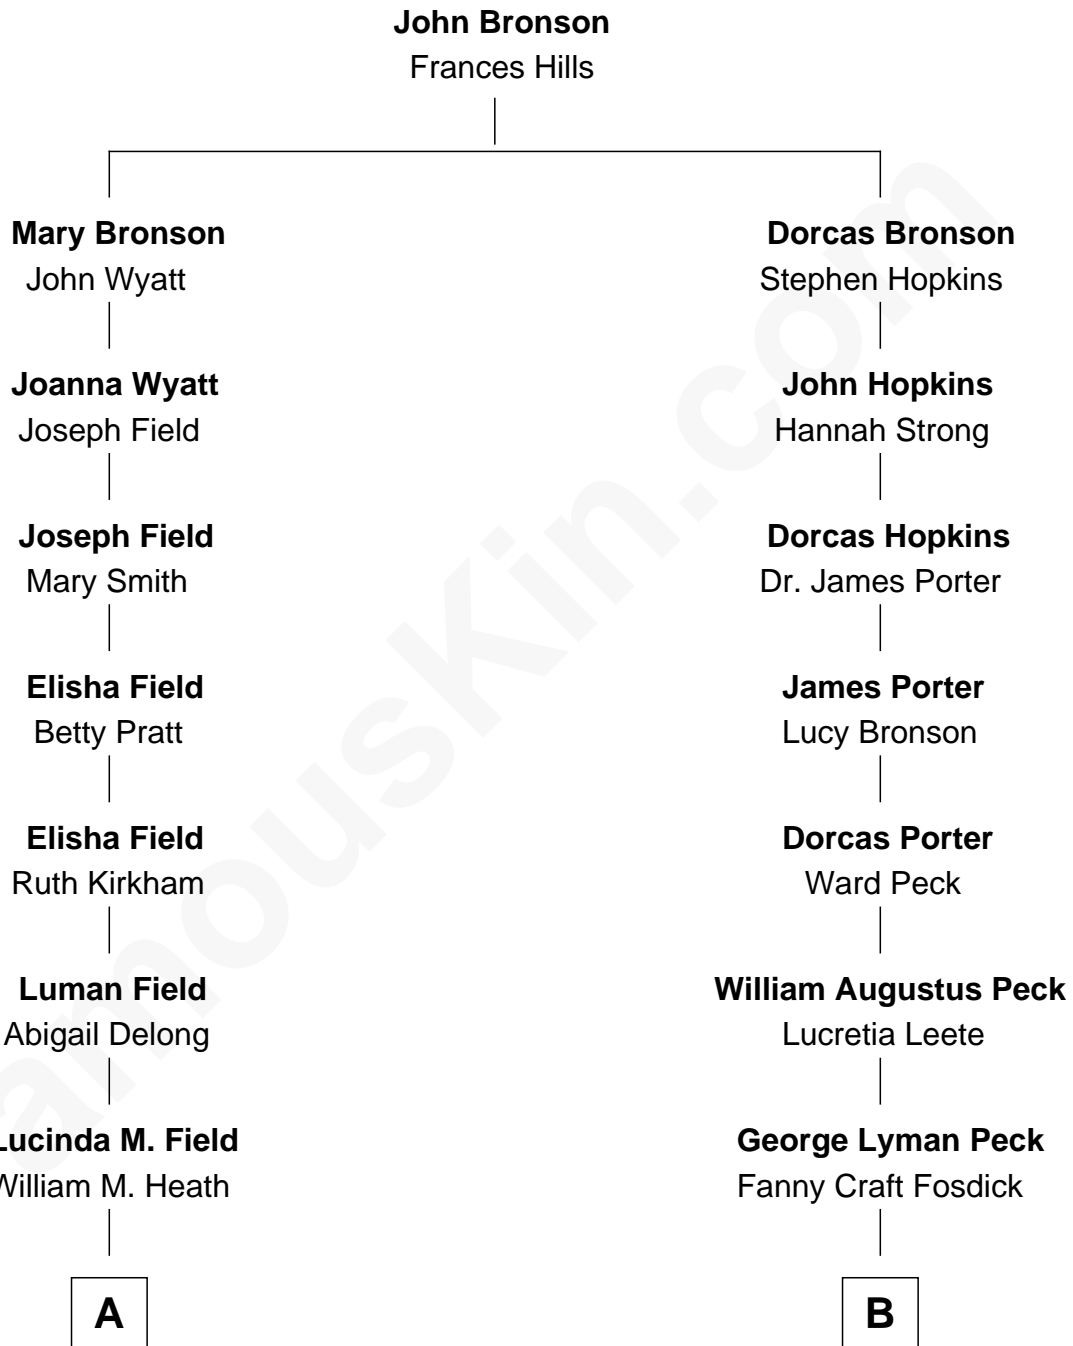 John Bronson
Frances Hills
Mary Bronson
John Wyatt
Dorcas Bronson
Stephen Hopkins
Joanna Wyatt
Joseph Field
John Hopkins
Hannah Strong
Joseph Field
Mary Smith
Dorcas Hopkins
Dr. James Porter
Elisha Field
Betty Pratt
James Porter
Lucy Bronson
Elisha Field
Ruth Kirkham
Dorcas Porter
Ward Peck
Luman Field
Abigail Delong
William Augustus Peck
Lucretia Leete
Lucinda M. Field
William M. Heath
George Lyman Peck
Fanny Craft Fosdick
A
B
amouskin.com